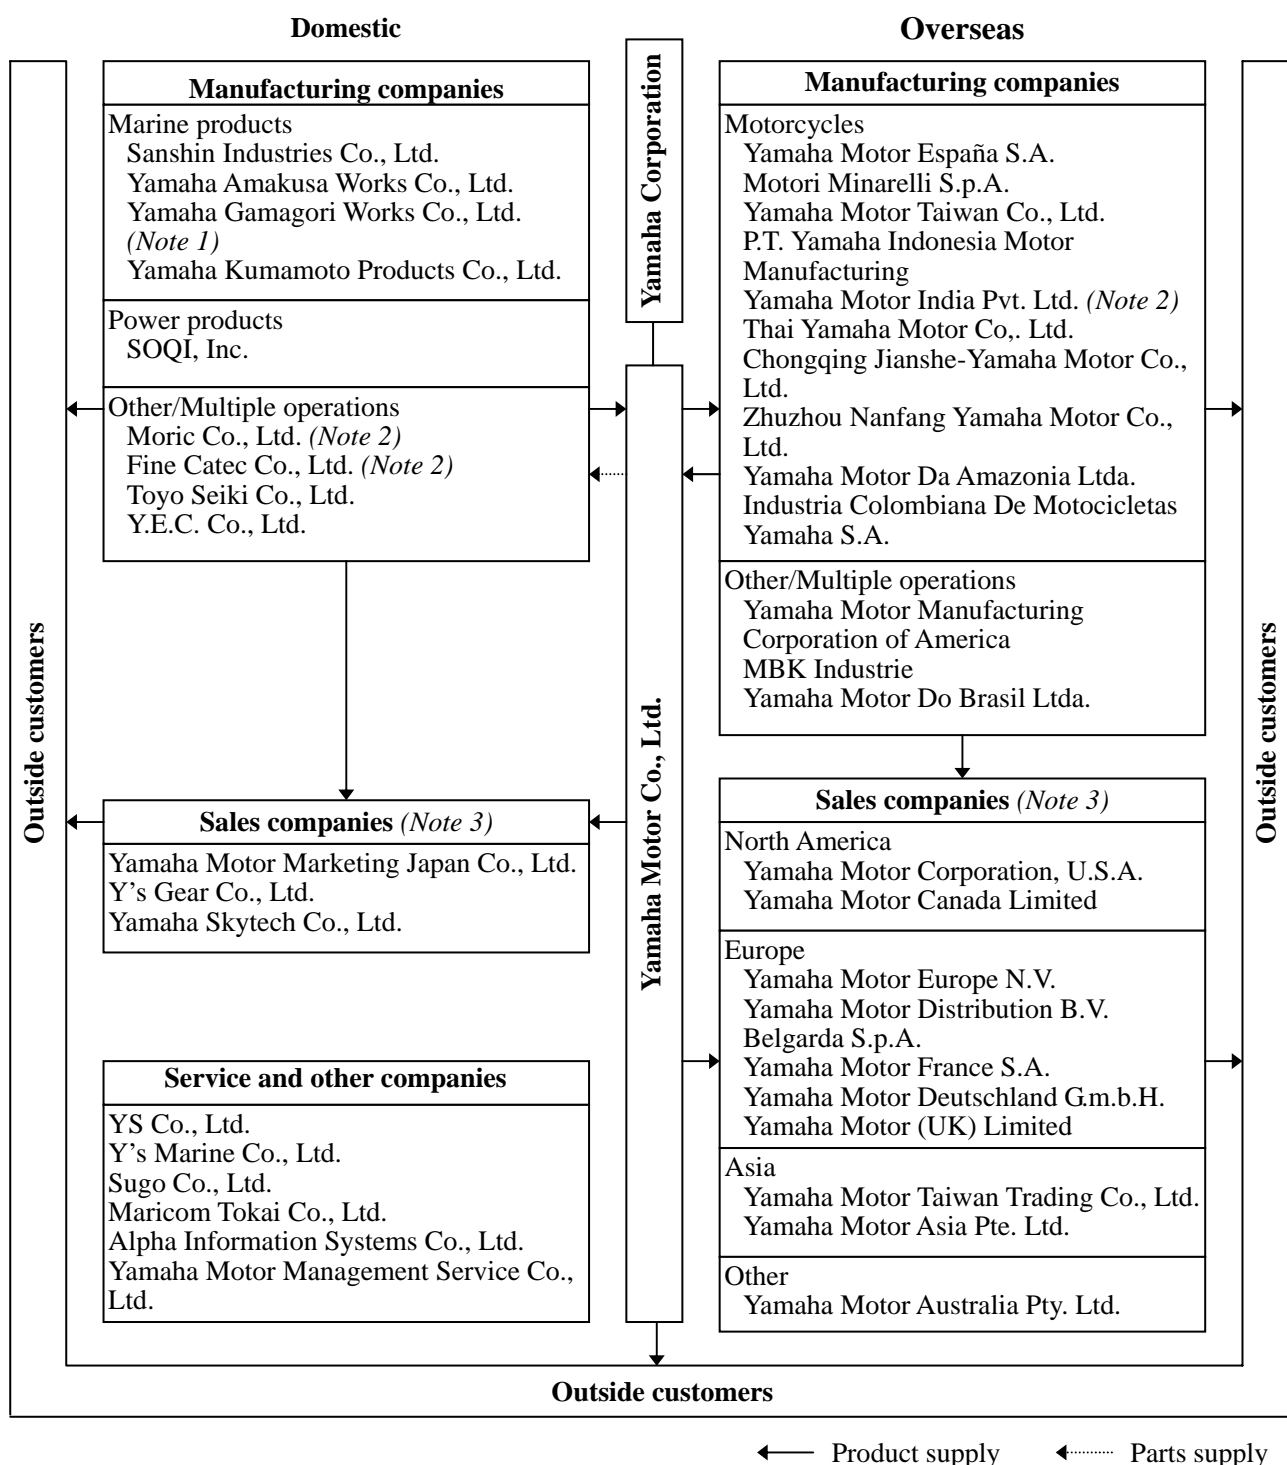 Domestic
Manufacturing companies
Marine products
Sanshin Industries Co., Ltd.
Yamaha Amakusa Works Co., Ltd.
Yamaha Gamagori Works Co., Ltd.
(Note 1)
Yamaha Kumamoto Products Co., Ltd.
Power products
SOQI, Inc.
Other/Multiple operations
Moric Co., Ltd. (Note 2)
Fine Catec Co., Ltd. (Note 2)
Toyo Seiki Co., Ltd.
Y.E.C. Co., Ltd.
Outside customers
Sales companies (Note 3)
Yamaha Motor Marketing Japan Co., Ltd.
Y’s Gear Co., Ltd.
Yamaha Skytech Co., Ltd.
Service and other companies
YS Co., Ltd.
Y’s Marine Co., Ltd.
Sugo Co., Ltd.
Maricom Tokai Co., Ltd.
Alpha Information Systems Co., Ltd.
Yamaha Motor Management Service Co.,
Ltd.
Yamaha Corporation
Yamaha Motor Co., Ltd.
Overseas
Manufacturing companies
Motorcycles
Yamaha Motor España S.A.
Motori Minarelli S.p.A.
Yamaha Motor Taiwan Co., Ltd.
P.T. Yamaha Indonesia Motor
Manufacturing
Yamaha Motor India Pvt. Ltd. (Note 2)
Thai Yamaha Motor Co,. Ltd.
Chongqing Jianshe-Yamaha Motor Co.,
Ltd.
Zhuzhou Nanfang Yamaha Motor Co.,
Ltd.
Yamaha Motor Da Amazonia Ltda.
Industria Colombiana De Motocicletas
Yamaha S.A.
Other/Multiple operations
Yamaha Motor Manufacturing
Corporation of America
MBK Industrie
Yamaha Motor Do Brasil Ltda.
Sales companies (Note 3)
North America
Yamaha Motor Corporation, U.S.A.
Yamaha Motor Canada Limited
Europe
Yamaha Motor Europe N.V.
Yamaha Motor Distribution B.V.
Belgarda S.p.A.
Yamaha Motor France S.A.
Yamaha Motor Deutschland G.m.b.H.
Yamaha Motor (UK) Limited
Asia
Yamaha Motor Taiwan Trading Co., Ltd.
Yamaha Motor Asia Pte. Ltd.
Other
Yamaha Motor Australia Pty. Ltd.
Outside customers
Outside customers
Product supply
Parts supply